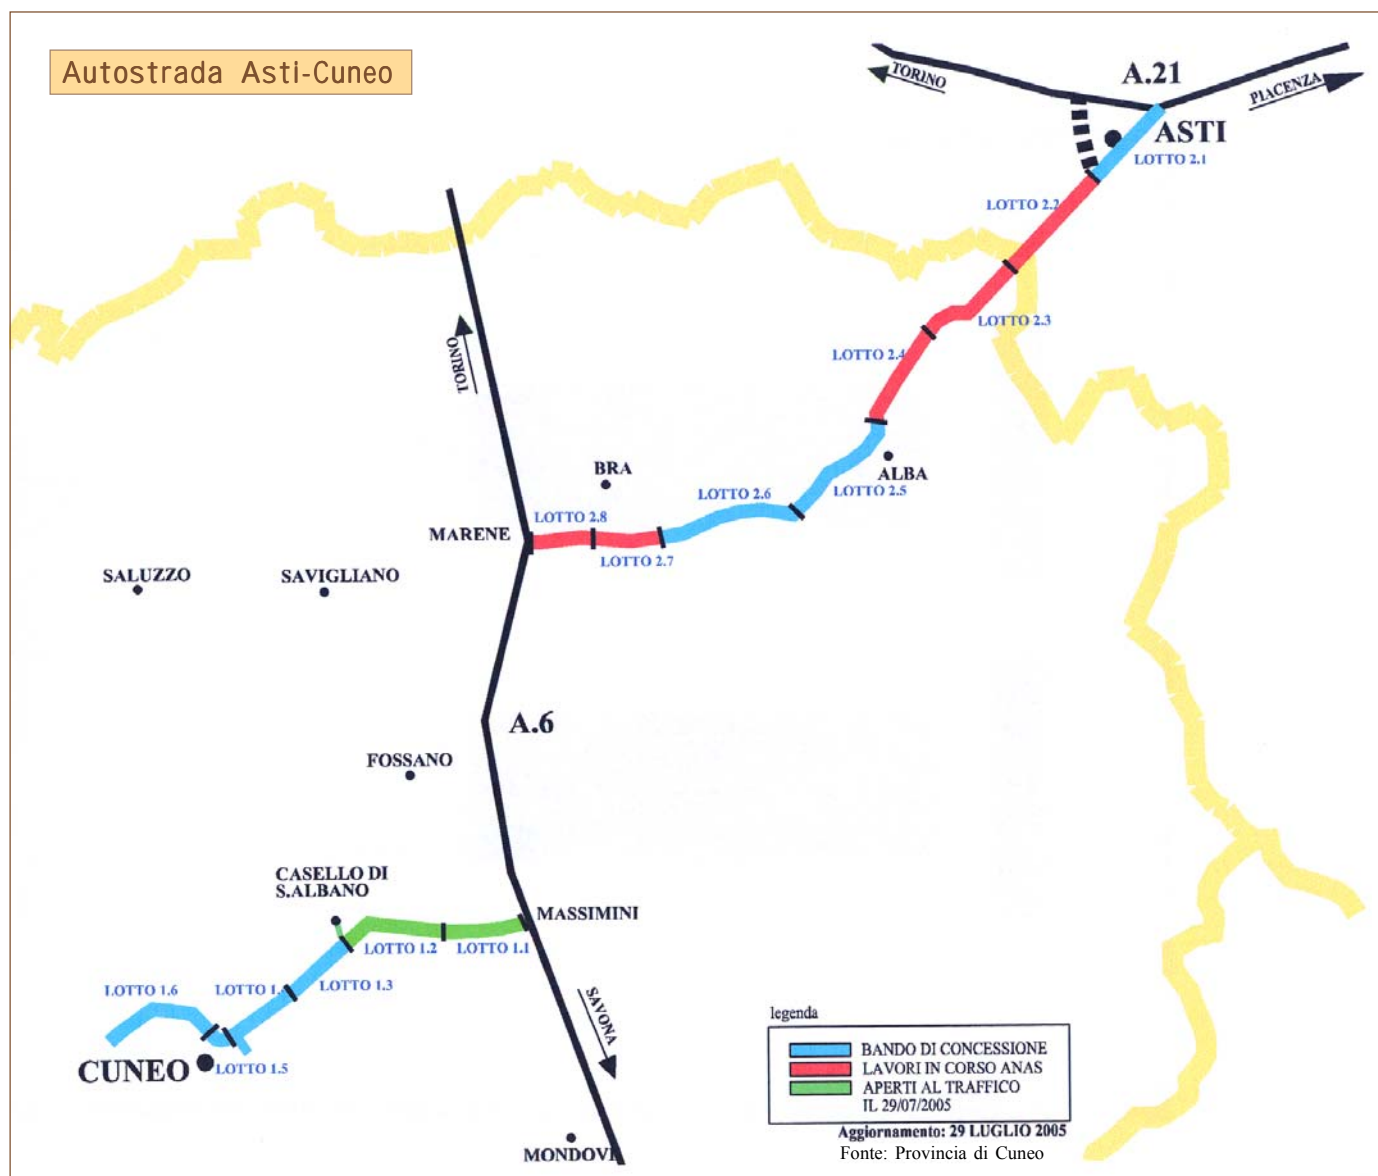 Autostrada Asti-Cuneo
TORINO
A.21
PIACENZA
ASTI
LOTTO 2.1
LOTTO 2.2
LOTTO 2.3
TORINO
LOTTO 2.4
BRA
ALBA
LOTTO 2.6
LOTTO 2.5
LOTTO 2.8
MARENE
LOTTO 2.7
SALUZZO
SAVIGLIANO
A.6
FOSSANO
CASELLO DI
S.ALBANO
MASSIMINI
LOTTO 1.2
LOTTO 1.1
LOTTO 1.3
LOTTO 1.6
LOTTO 1.
SAVONA
CUNEO
LOTTO 1.5
MONDOVI
legenda
BANDO DI CONCESSIONE
LAVORI IN CORSO ANAS
APERTI AL TRAFFICO
IL 29/07/2005
Aggiornamento: 29 LUGLIO 2005
Fonte: Provincia di Cuneo